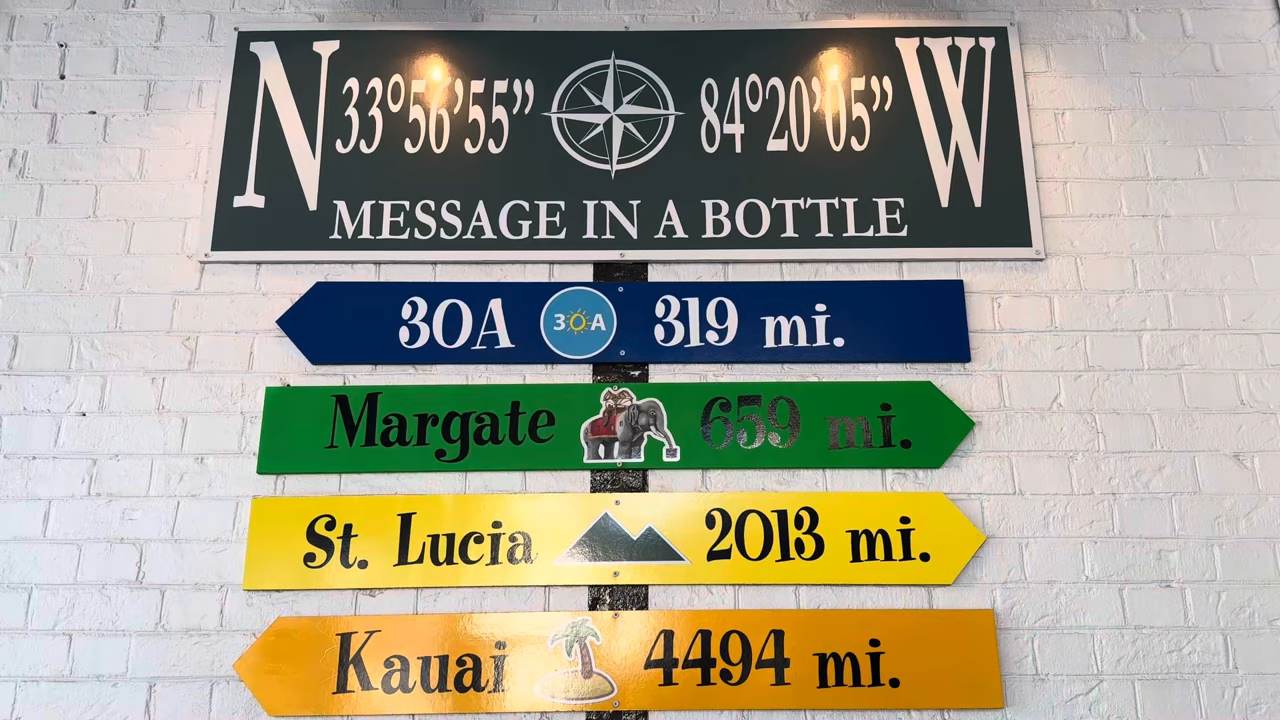 N 33°56’55” 84°20’05” W
MESSAGE IN A BOTTLE
30A 30A 319 mi.
Margate 659 mi.
St. Lucia 2013 mi.
Kauai 4494 mi.